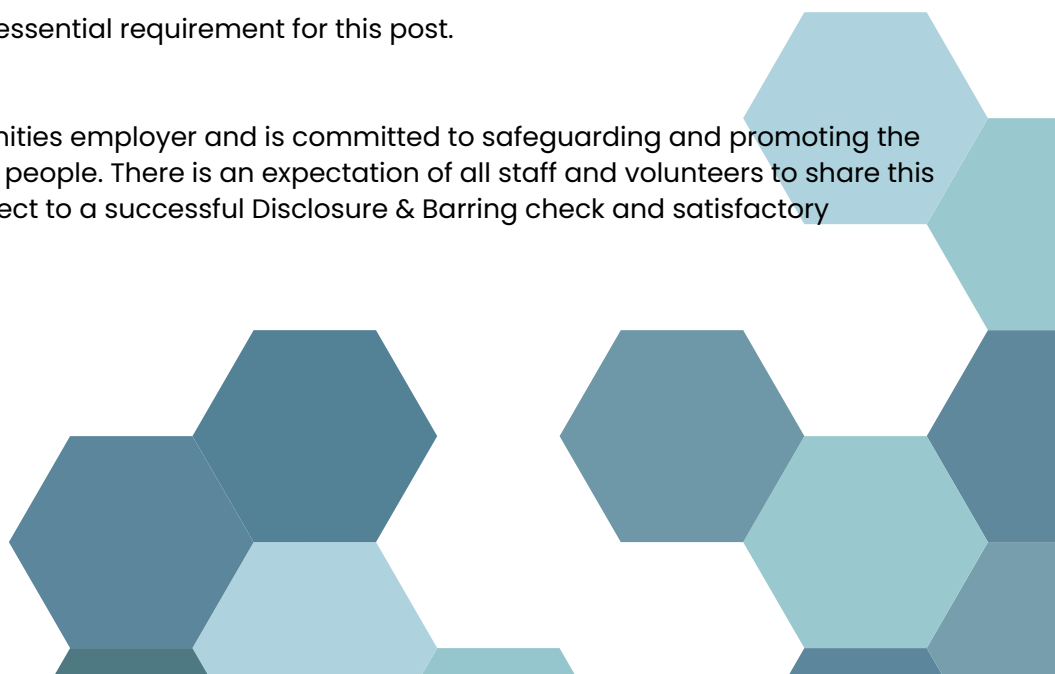 essential requirement for this post.
nities employer and is committed to safeguarding and promoting the
people. There is an expectation of all staff and volunteers to share this
ect to a successful Disclosure & Barring check and satisfactory